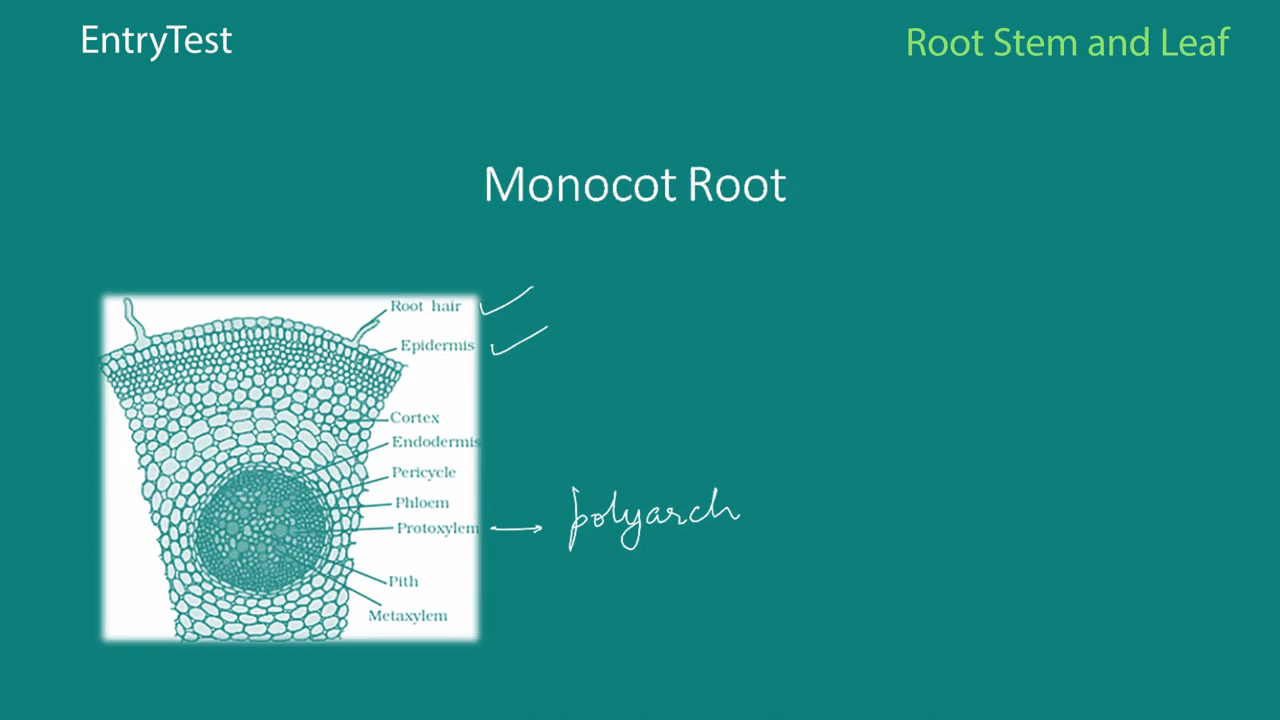 EntryTest
Root Stem and Leaf
Monocot Root
Root hair
Epidermis
Cortex
Endodermis
Pericycle
Phloem
Protoxylem
polyarch
Pith
Metaxylem